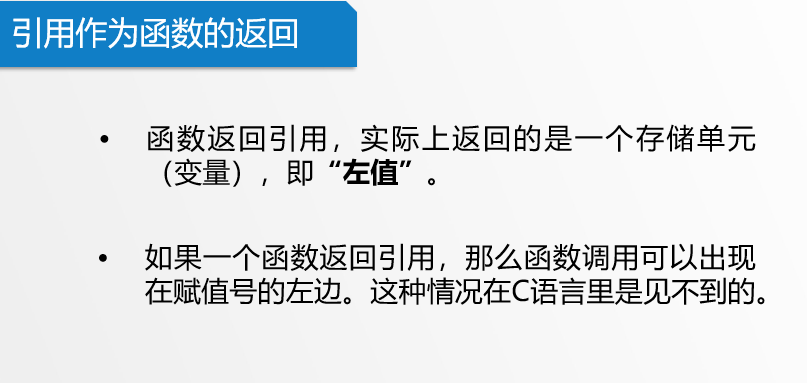 引用作为函数的返回
• 函数返回引用，实际上返回的是一个存储单元
（变量），即“左值”。
• 如果一个函数返回引用，那么函数调用可以出现
在赋值号的左边。这种情况在C语言里是见不到的。